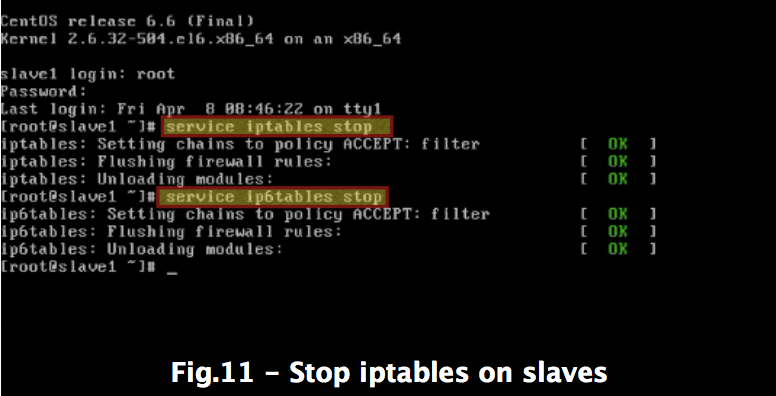 CentOS release 6.6 (Final)
Kernel 2.6.32-504.el6.x86_64 on an x86_64
slave1 login: root
Password:
Last login: Fri Apr  8 08:46:22 on tty1
[root@slave1 ~]# service iptables stop
iptables: Setting chains to policy ACCEPT: filter [  OK  ]
iptables: Flushing firewall rules: [  OK  ]
iptables: Unloading modules: [  OK  ]
[root@slave1 ~]# service ip6tables stop
ip6tables: Setting chains to policy ACCEPT: filter [  OK  ]
ip6tables: Flushing firewall rules: [  OK  ]
ip6tables: Unloading modules: [  OK  ]
[root@slave1 ~]# _
Fig.11 – Stop iptables on slaves